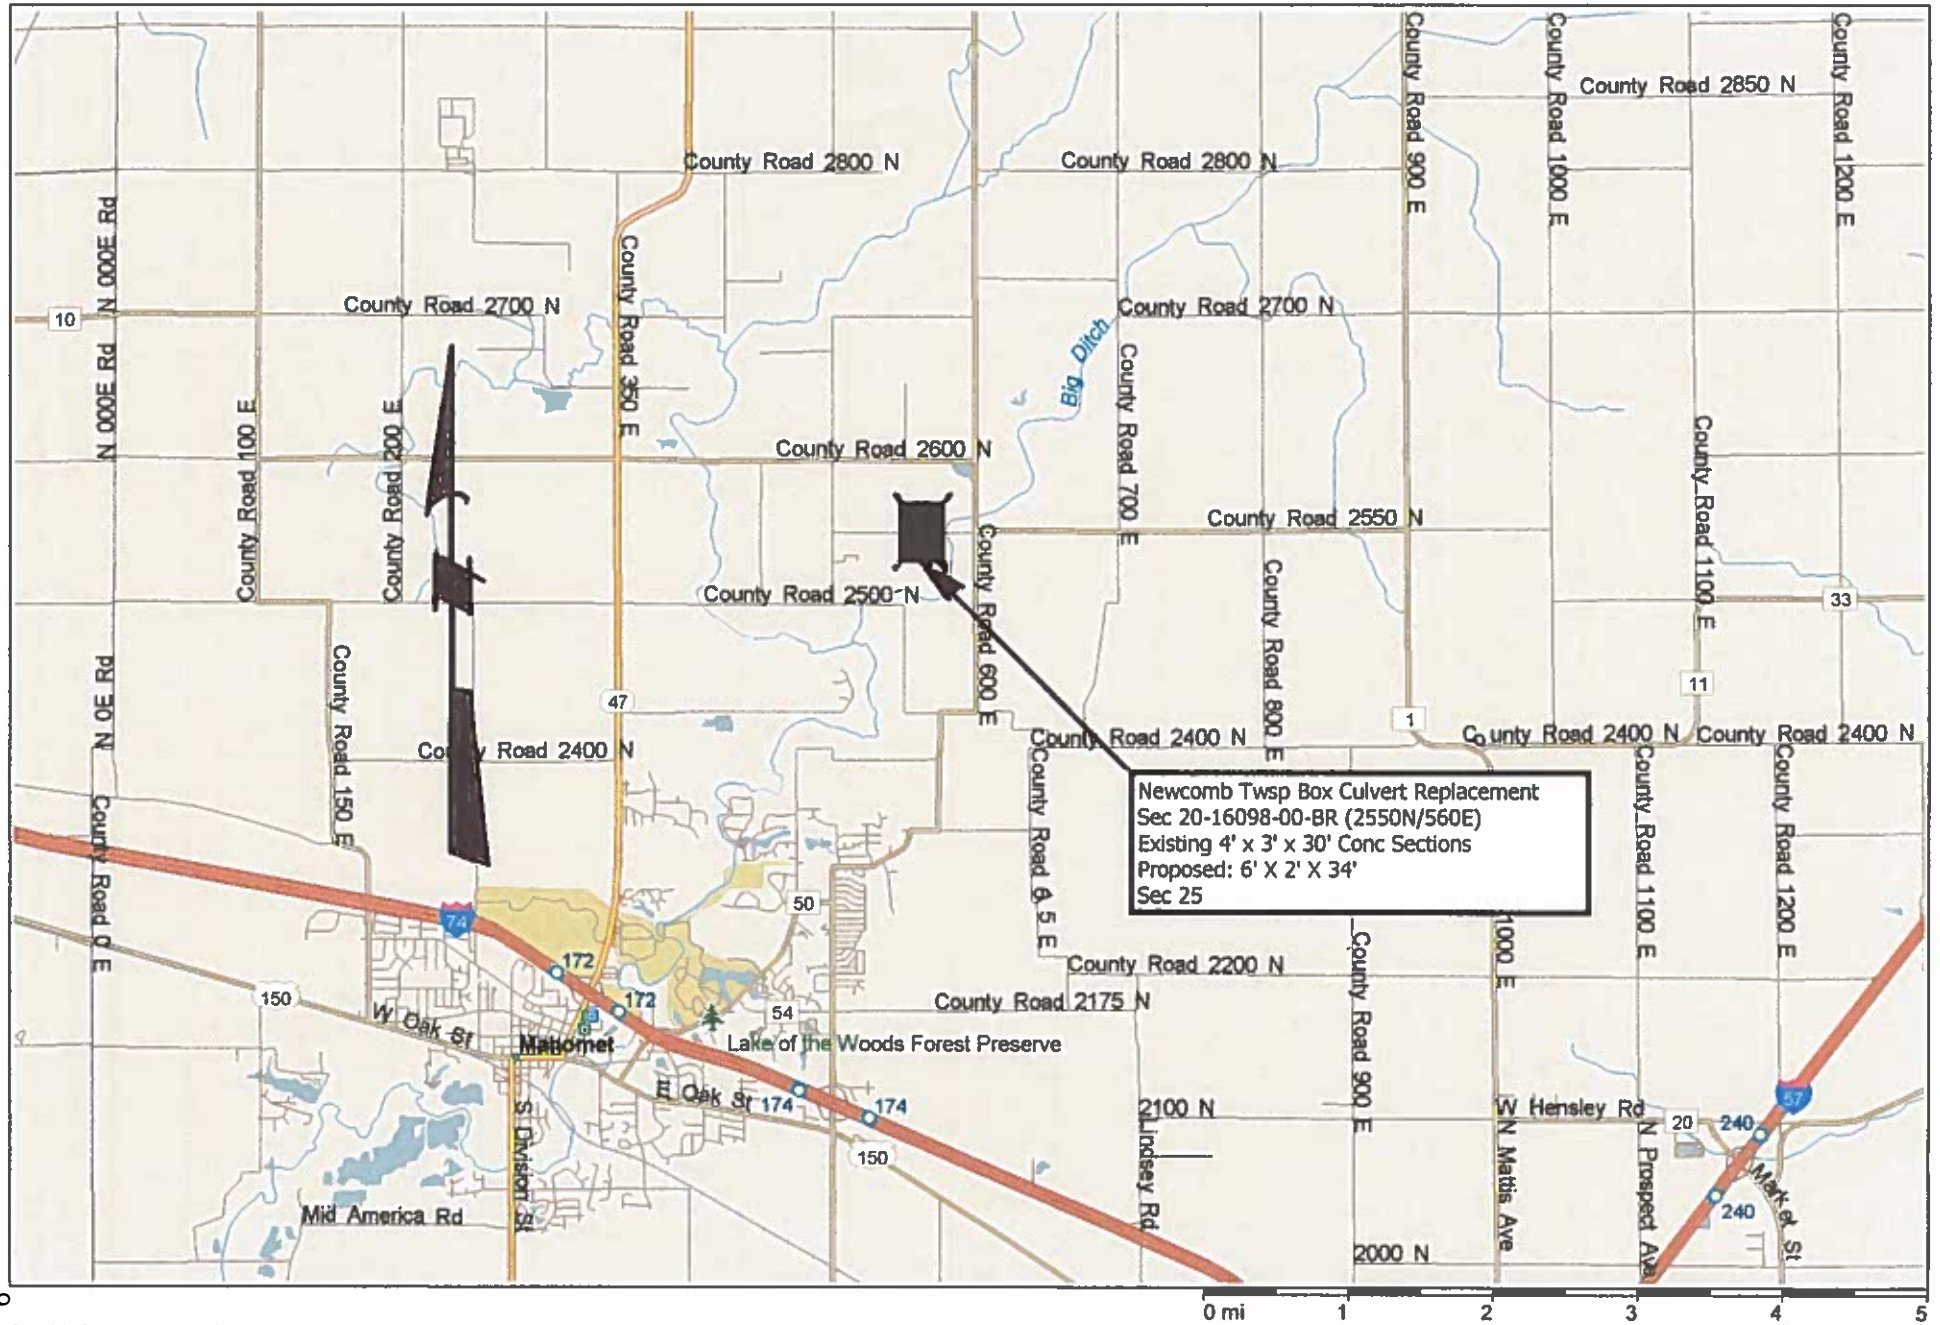 County Road 900 E
County Road 1000 E
County Road 1200 E
County Road 2850 N
County Road 2800 N
County Road 2800 N
N 000E Rd
County Road 350 E
10
County Road 2700 N
County Road 2700 N
N 000E Rd
Big Ditch
County Road 700 E
County Road 100 E
County Road 200 E
County Road 2600 N
County Road 1100 E
County Road 2550 N
County Road 600 E
County Road 2500 N
County Road 800 E
33
N 0 E Rd
County Road 150 E
47
11
1
County Road 2400 N
County Road 2400 N
County Road 2400 N
County Road 2400 N
County Road 0 E
County Road 6 5 E
County Road 1100 E
County Road 1200 E
Newcomb Twsp Box Culvert Replacement
Sec 20-16098-00-BR (2550N/560E)
Existing 4' x 3' x 30' Conc Sections
Proposed: 6' X 2' X 34'
Sec 25
50
74
172
172
1000 E
County Road 900 E
County Road 2200 N
County Road 2175 N
150
W Oak St
54
Mahomet
Lake of the Woods Forest Preserve
E Oak St
174
174
150
2100 N
Lindsey Rd
W Hensley Rd
20
240
57
N Mattis Ave
N Prospect Ave
Market St
240
S Division St
Mid America Rd
2000 N
0 mi 1 2 3 4 5